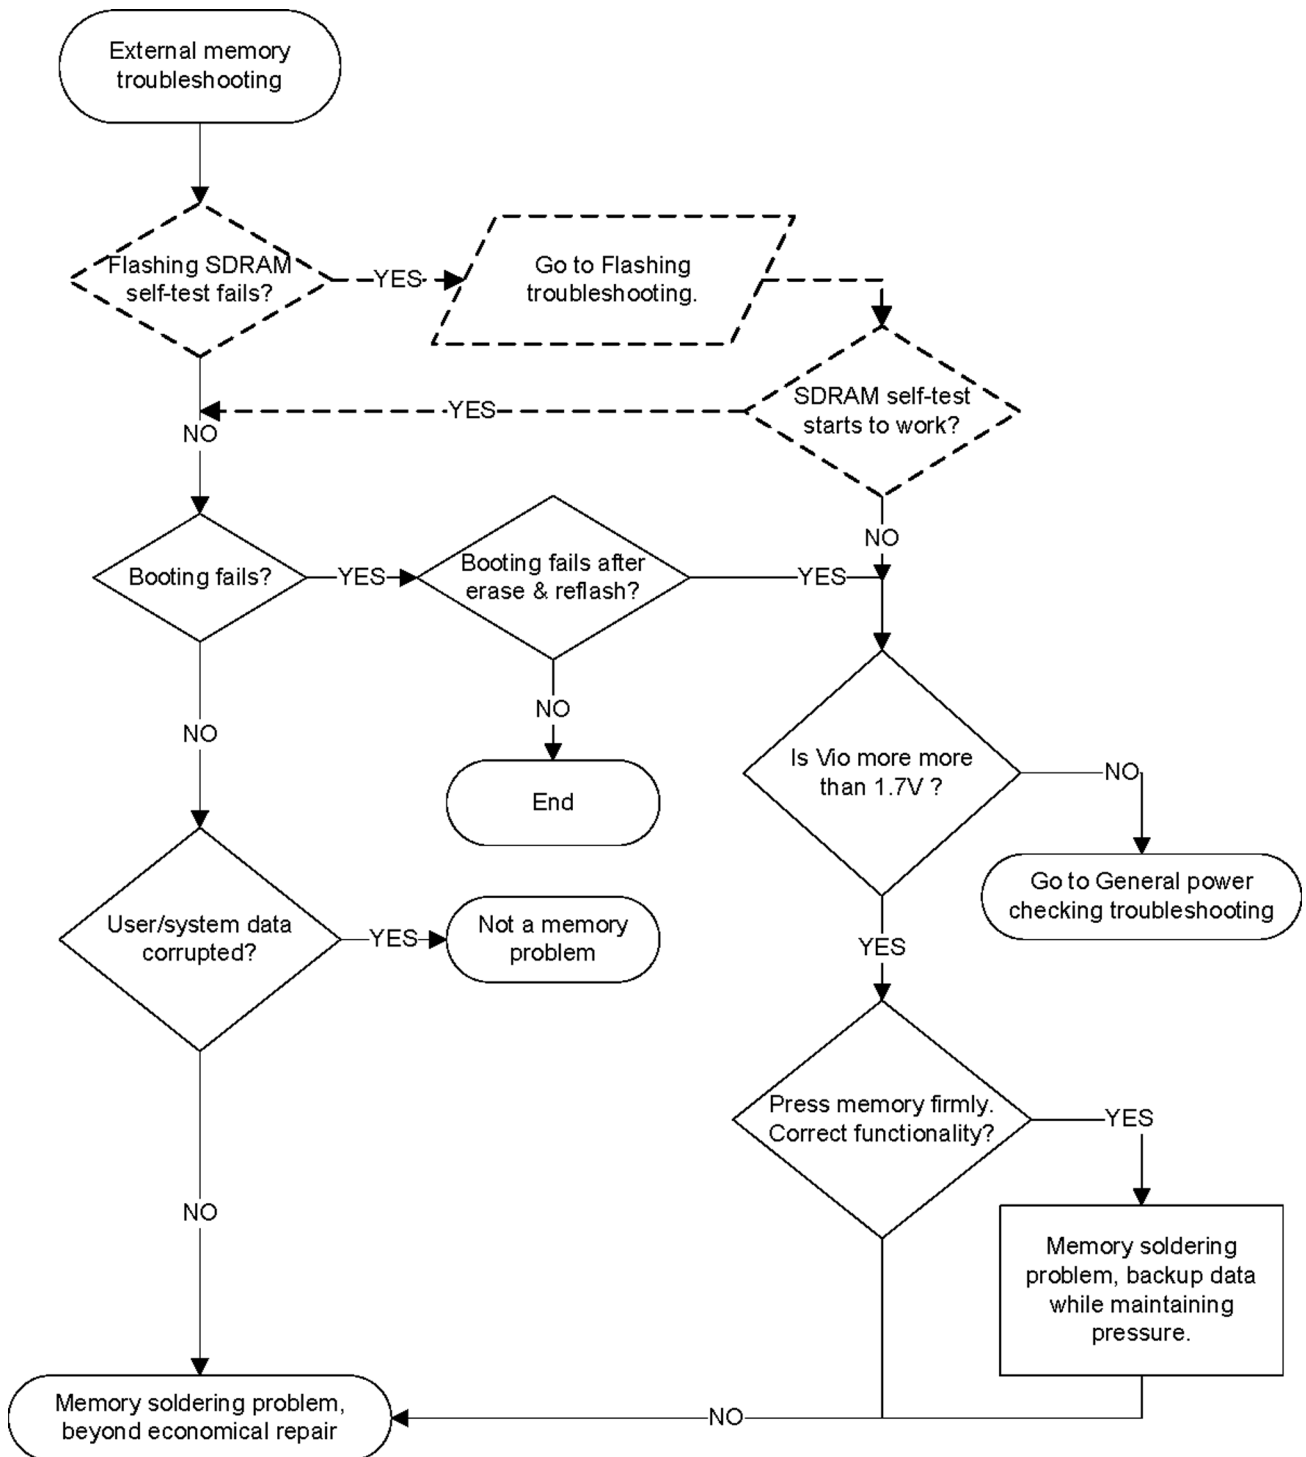 External memory
troubleshooting
Flashing SDRAM
self-test fails?
YES
Go to Flashing
troubleshooting.
SDRAM self-test
starts to work?
YES
NO
NO
Booting fails?
YES
Booting fails after
erase & reflash?
YES
NO
NO
Is Vio more more
than 1.7V ?
NO
End
Go to General power
checking troubleshooting
User/system data
corrupted?
YES
Not a memory
problem
YES
Press memory firmly.
Correct functionality?
YES
NO
Memory soldering
problem, backup data
while maintaining
pressure.
Memory soldering problem,
beyond economical repair
NO